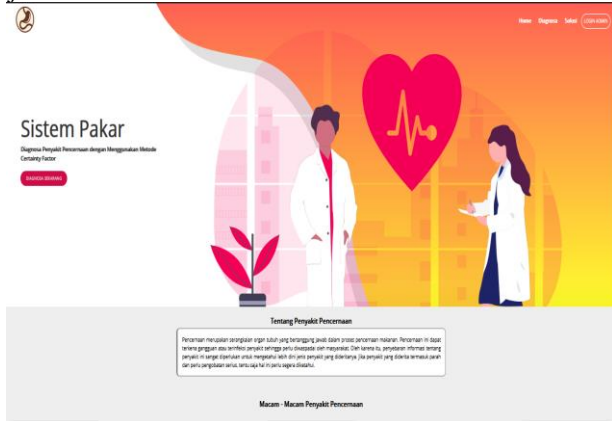 Home Diagnosa Solusi LOGIN ADMIN
Sistem Pakar
Diagnosa Penyakit Pencernaan dengan Menggunakan Metode
Certainty Factor
DIAGNOSA SEKARANG
Tentang Penyakit Pencernaan
Pencernaan merupakan serangkaian organ tubuh yang bertanggung jawab dalam proses pencernaan makanan. Pencernaan ini dapat
terkena gangguan atau terinfeksi penyakit sehingga perlu diwaspadai oleh masyarakat. Oleh karena itu, penyebaran informasi tentang
penyakit ini sangat diperlukan untuk mengetahui lebih dini jenis penyakit yang dideritanya. Jika penyakit yang diderita termasuk parah
dan perlu pengobatan serius, tentu saja hal ini perlu segera diketahui.
Macam - Macam Penyakit Pencernaan